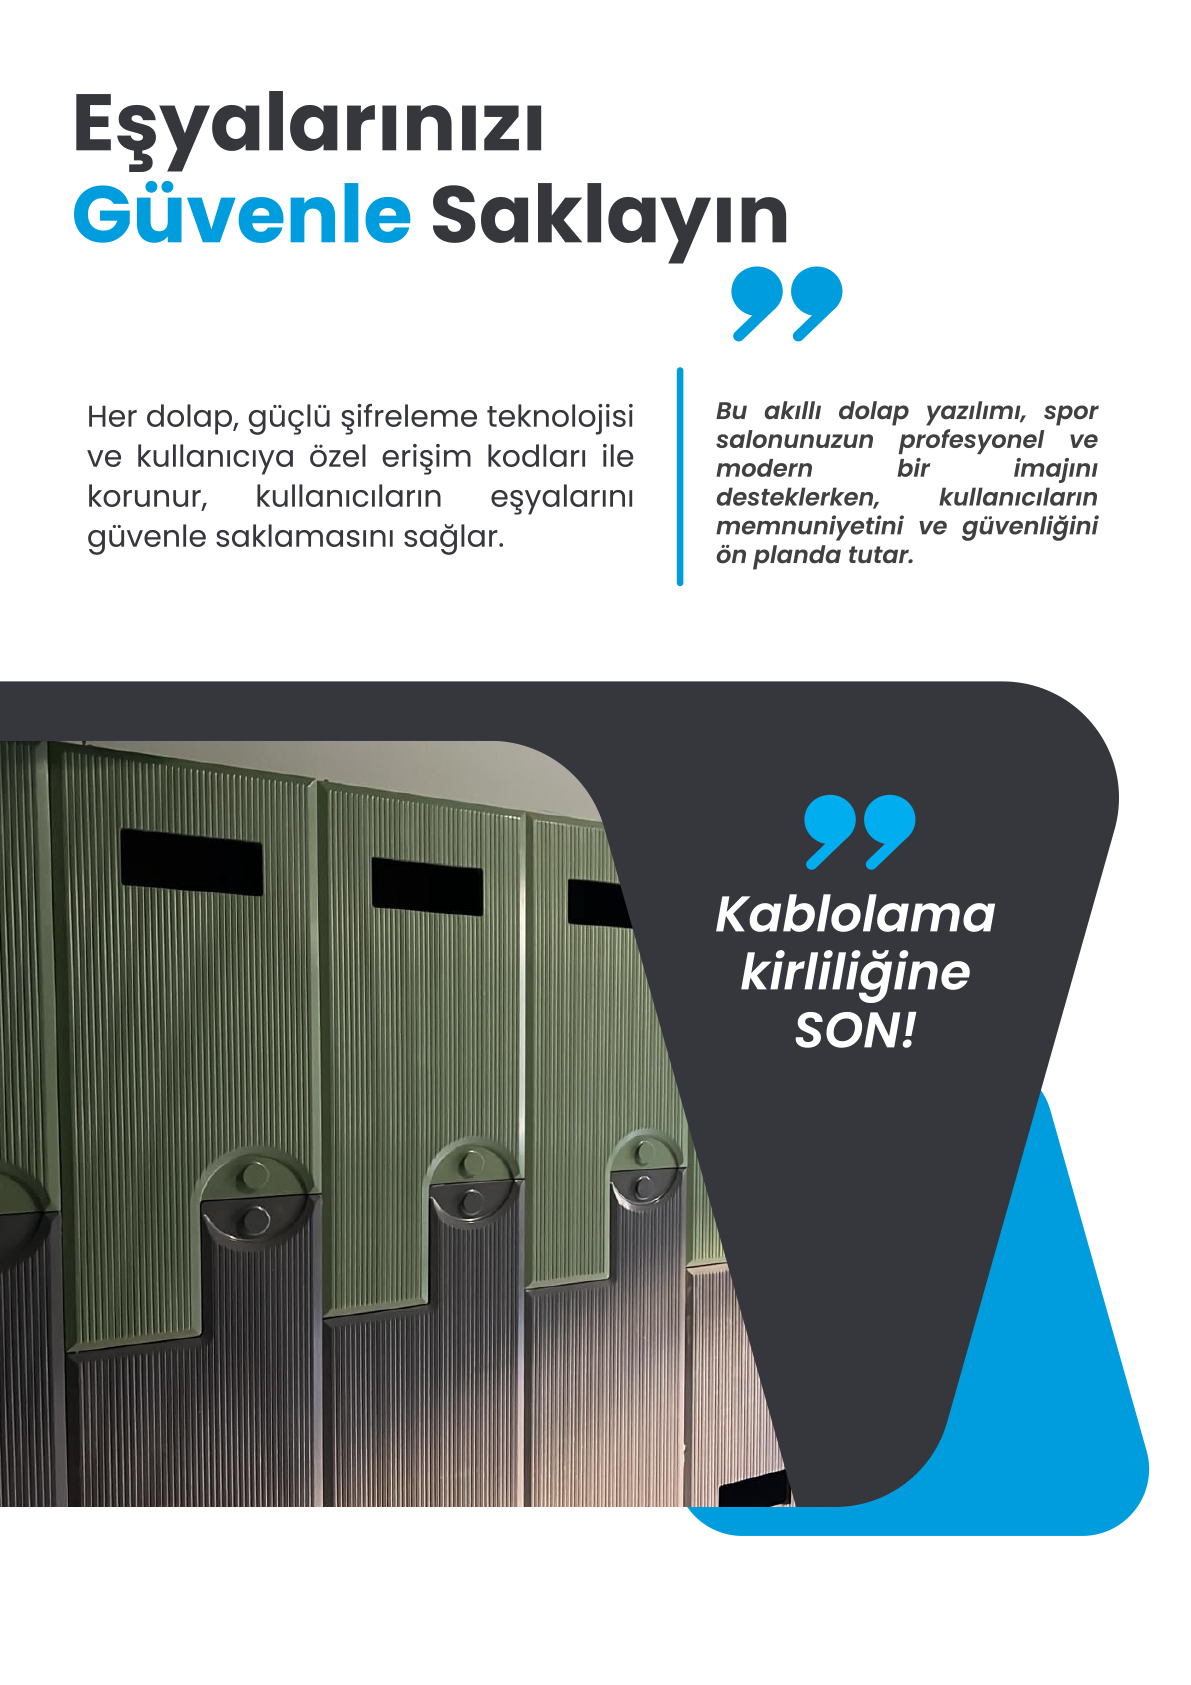 Eşyalarınızı
Güvenle Saklayın
Her dolap, güçlü şifreleme teknolojisi
ve kullanıcıya özel erişim kodları ile
korunur, kullanıcıların eşyalarını
güvenle saklamasını sağlar.
Bu akıllı dolap yazılımı, spor
salonunuzun profesyonel ve
modern bir imajını
desteklerken, kullanıcıların
memnuniyetini ve güvenliğini
ön planda tutar.
Kablolama
kirliliğine
SON!